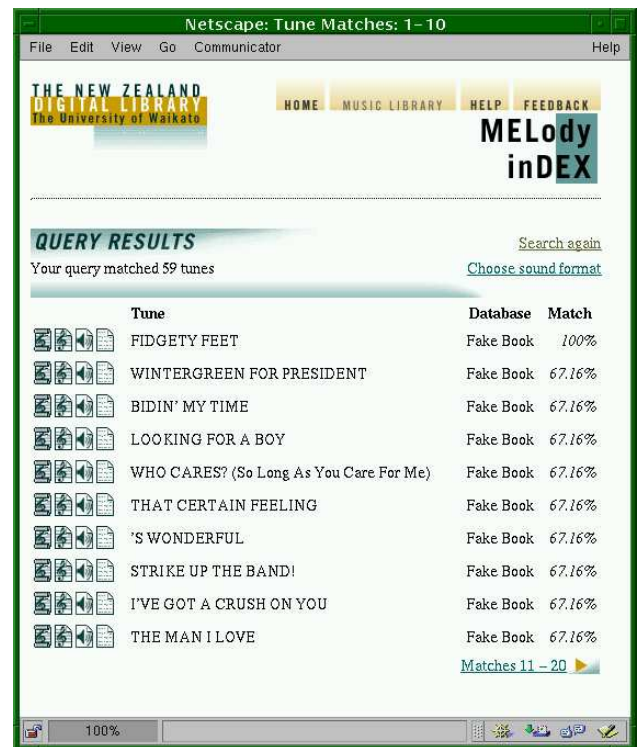 Netscape: Tune Matches: 1-10
File Edit View Go Communicator Help
THE NEW ZEALAND
DIGITAL LIBRARY
The University of Waikato
HOME MUSIC LIBRARY HELP FEEDBACK
MELody
inDEX
QUERY RESULTS
Search again
Your query matched 59 tunes
Choose sound format
Tune Database Match
FIDGETY FEET Fake Book 100%
WINTERGREEN FOR PRESIDENT Fake Book 67.16%
BIDIN' MY TIME Fake Book 67.16%
LOOKING FOR A BOY Fake Book 67.16%
WHO CARES? (So Long As You Care For Me) Fake Book 67.16%
THAT CERTAIN FEELING Fake Book 67.16%
'S WONDERFUL Fake Book 67.16%
STRIKE UP THE BAND! Fake Book 67.16%
I'VE GOT A CRUSH ON YOU Fake Book 67.16%
THE MAN I LOVE Fake Book 67.16%
Matches 11 – 20
100%